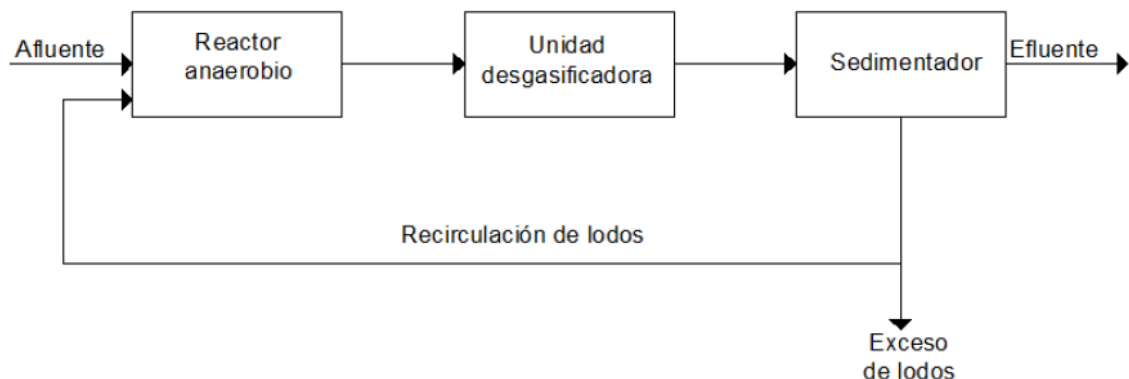 Afluente
Reactor
anaerobio
Unidad
desgasificadora
Sedimentador
Efluente
Recirculación de lodos
Exceso
de lodos